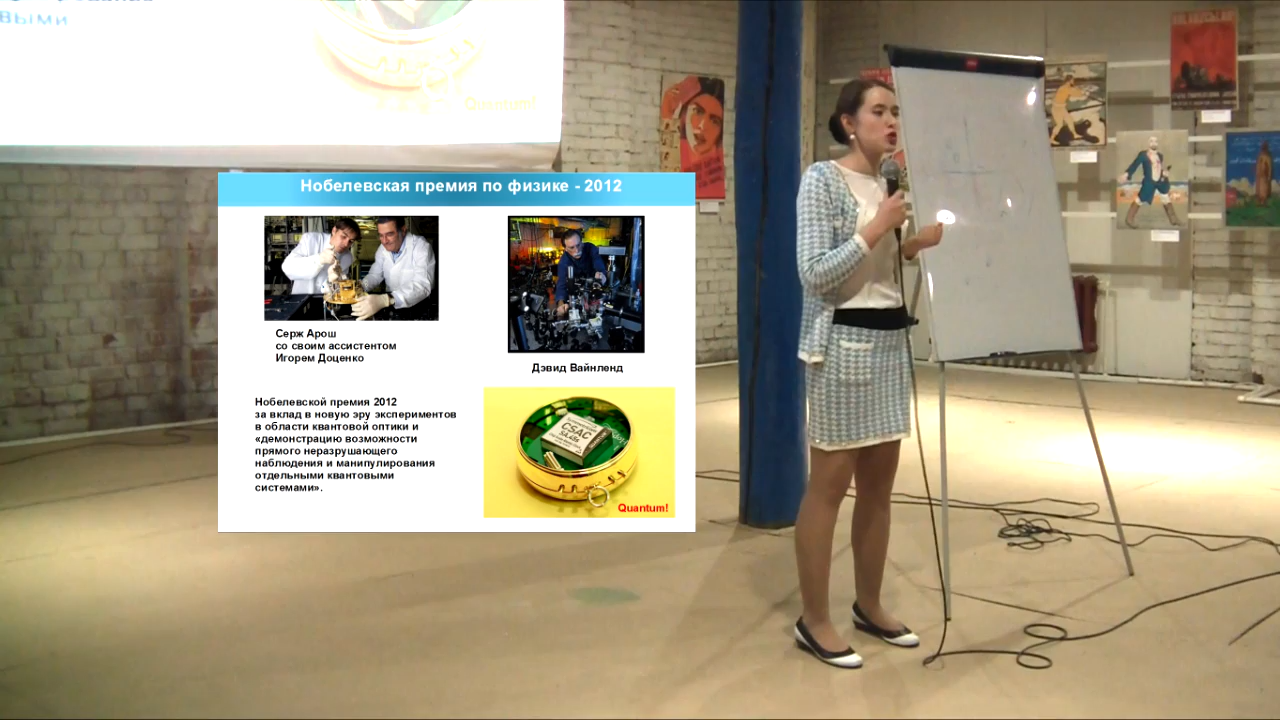 выми
Quantum!
Нобелевская премия по физике - 2012
Серж Арош
со своим ассистентом
Игорем Доценко
Дэвид Вайнленд
Нобелевской премия 2012
за вклад в новую эру экспериментов
в области квантовой оптики и
«демонстрацию возможности
прямого неразрушающего
наблюдения и манипулирования
отдельными квантовыми
системами».
CSAC
SA.45s
Quantum!